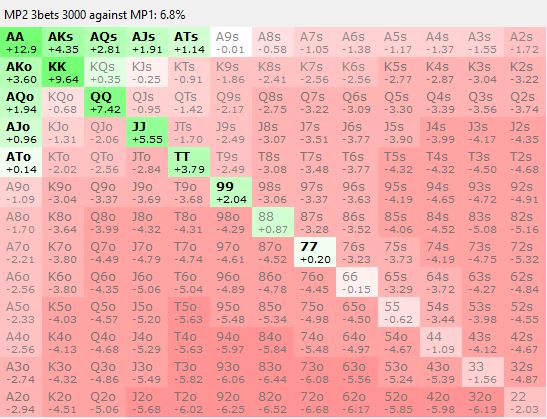 MP2 3bets 3000 against MP1: 6.8%
AA AKs AQs AJs ATs A9s A8s A7s A6s A5s A4s A3s A2s
+12.9 +4.35 +2.81 +1.91 +1.14 -0.01 -0.58 -1.05 -1.38 -1.17 -1.37 -1.55 -1.72
AKo KK KQs KJs KTs K9s K8s K7s K6s K5s K4s K3s K2s
+3.60 +9.64 +0.35 -0.25 -0.91 -1.86 -2.41 -2.56 -2.56 -2.77 -2.87 -3.04 -3.22
AQo KQo QQ QJs QTs Q9s Q8s Q7s Q6s Q5s Q4s Q3s Q2s
+1.94 -0.68 +7.42 -0.95 -1.42 -2.17 -2.75 -3.22 -3.09 -3.30 -3.39 -3.56 -3.74
AJo KJo QJo JJ JTs J9s J8s J7s J6s J5s J4s J3s J2s
+0.96 -1.31 -2.06 +5.55 -1.70 -2.49 -3.07 -3.51 -3.77 -3.90 -3.99 -4.17 -4.35
ATo KTo QTo JTo TT T9s T8s T7s T6s T5s T4s T3s T2s
+0.14 -2.02 -2.56 -2.84 +3.79 -2.49 -3.08 -3.48 -3.77 -4.32 -4.32 -4.50 -4.68
A9o K9o Q9o J9o T9o 99 98s 97s 96s 95s 94s 93s 92s
-1.09 -3.04 -3.37 -3.69 -3.68 +2.04 -3.06 -3.37 -3.63 -4.19 -4.65 -4.72 -4.91
A8o K8o Q8o J8o T8o 98o 88 87s 86s 85s 84s 83s 82s
-1.70 -3.64 -3.99 -4.32 -4.31 -4.29 +0.87 -3.28 -3.52 -4.06 -4.52 -5.08 -5.16
A7o K7o Q7o J7o T7o 97o 87o 77 76s 75s 74s 73s 72s
-2.21 -3.80 -4.49 -4.79 -4.74 -4.61 -4.52 +0.20 -3.23 -3.73 -4.19 -4.75 -5.32
A6o K6o Q6o J6o T6o 96o 86o 76o 66 65s 64s 63s 62s
-2.56 -3.80 -4.35 -5.06 -5.04 -4.89 -4.78 -4.45 -0.15 -3.29 -3.72 -4.27 -4.84
A5o K5o Q5o J5o T5o 95o 85o 75o 65o 55 54s 53s 52s
-2.33 -4.03 -4.57 -5.20 -5.63 -5.48 -5.34 -4.98 -4.50 -0.62 -3.44 -3.98 -4.55
A4o K4o Q4o J4o T4o 94o 84o 74o 64o 54o 44 43s 42s
-2.56 -4.13 -4.68 -5.29 -5.63 -5.97 -5.84 -5.48 -4.97 -4.67 -1.09 -4.12 -4.67
A3o K3o Q3o J3o T3o 93o 83o 73o 63o 53o 43o 33 32s
-2.74 -4.32 -4.86 -5.49 -5.82 -6.06 -6.44 -6.08 -5.56 -5.24 -5.39 -1.56 -4.87
A2o K2o Q2o J2o T2o 92o 82o 72o 62o 52o 42o 32o 22
-2.94 -4.51 -5.06 -5.68 -6.02 -6.25 -6.52 -6.68 -6.17 -5.85 -5.98 -6.19 -2.03